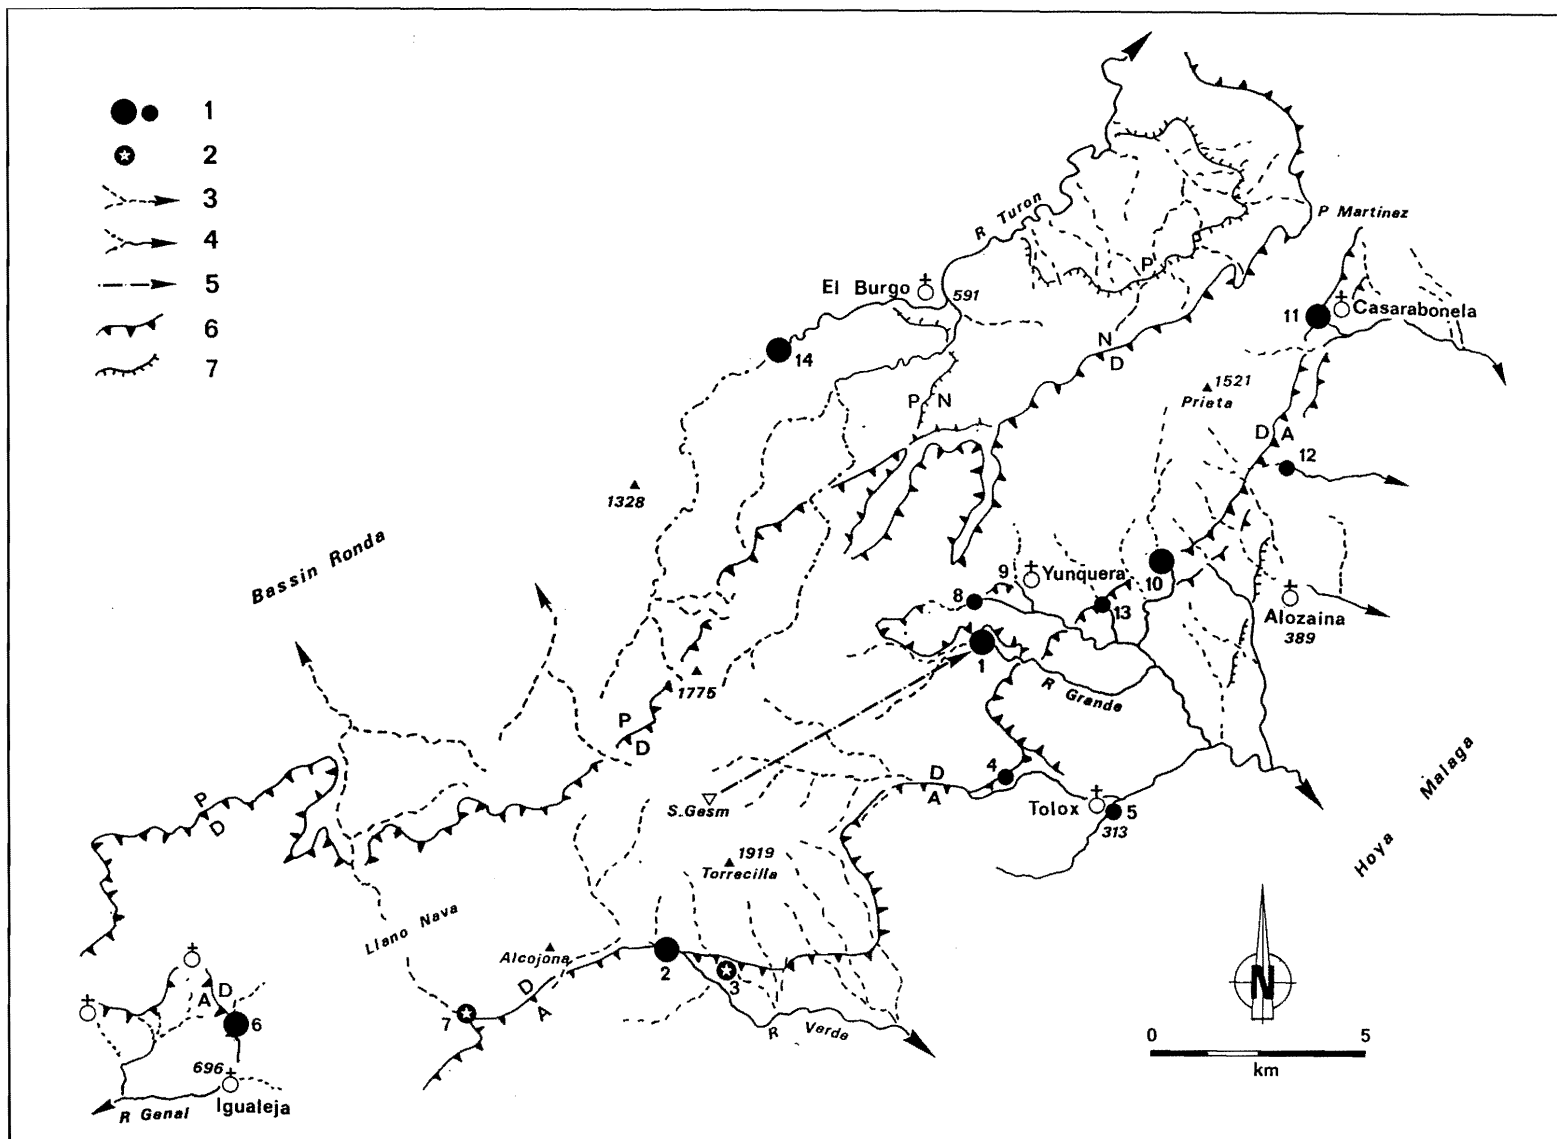 1
2
3
4
5
6
7
R Turon
P Martinez
P
El Burgo
591
11
Casarabonela
14
N
D
1521
Prieta
P N
D A
12
1328
Bassin Ronda
9
Yunquera
10
8
13
Alozaina
389
1
1775
R Grande
P
D
D
4
A
P
D
S.Gesm
Tolox
5
313
Hoya Malaga
1919
Torrecilla
Llano Nava
Alcojona
2
3
D
A
7
R Verde
A D
6
696
Igualeja
R Genal
N
0 5
km